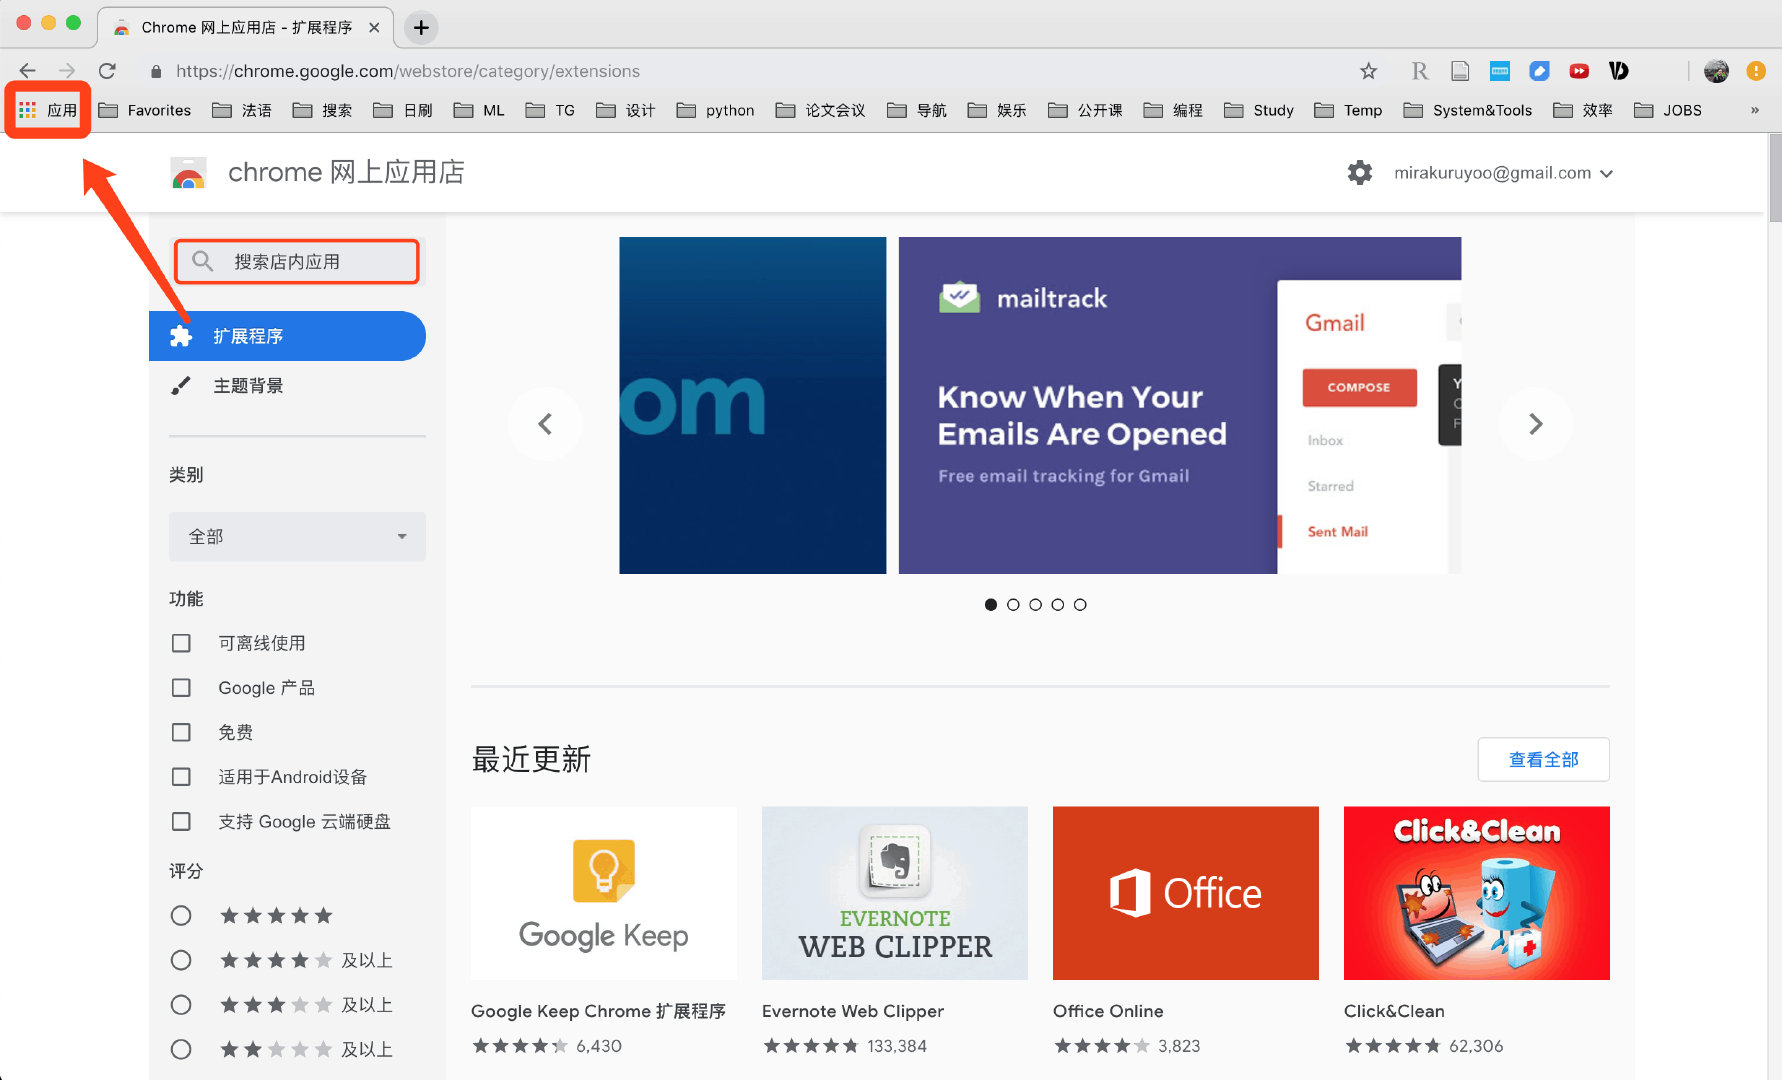 Chrome 网上应用店 - 扩展程序
https://chrome.google.com/webstore/category/extensions
应用 Favorites 法语 搜索 日刷 ML TG 设计 python 论文会议 导航 娱乐 公开课 编程 Study Temp System&Tools 效率 JOBS »
chrome 网上应用店
mirakuruyoo@gmail.com
搜索店内应用
扩展程序
主题背景
类别
全部
功能
可离线使用
Google 产品
免费
适用于Android设备
支持 Google 云端硬盘
评分
及以上
及以上
及以上
om
mailtrack
Know When Your
Emails Are Opened
Free email tracking for Gmail
Gmail
COMPOSE
Inbox
Starred
Sent Mail
最近更新
查看全部
Google Keep
EVERNOTE
WEB CLIPPER
Office
Click&Clean
Google Keep Chrome 扩展程序
6,430
Evernote Web Clipper
133,384
Office Online
3,823
Click&Clean
62,306